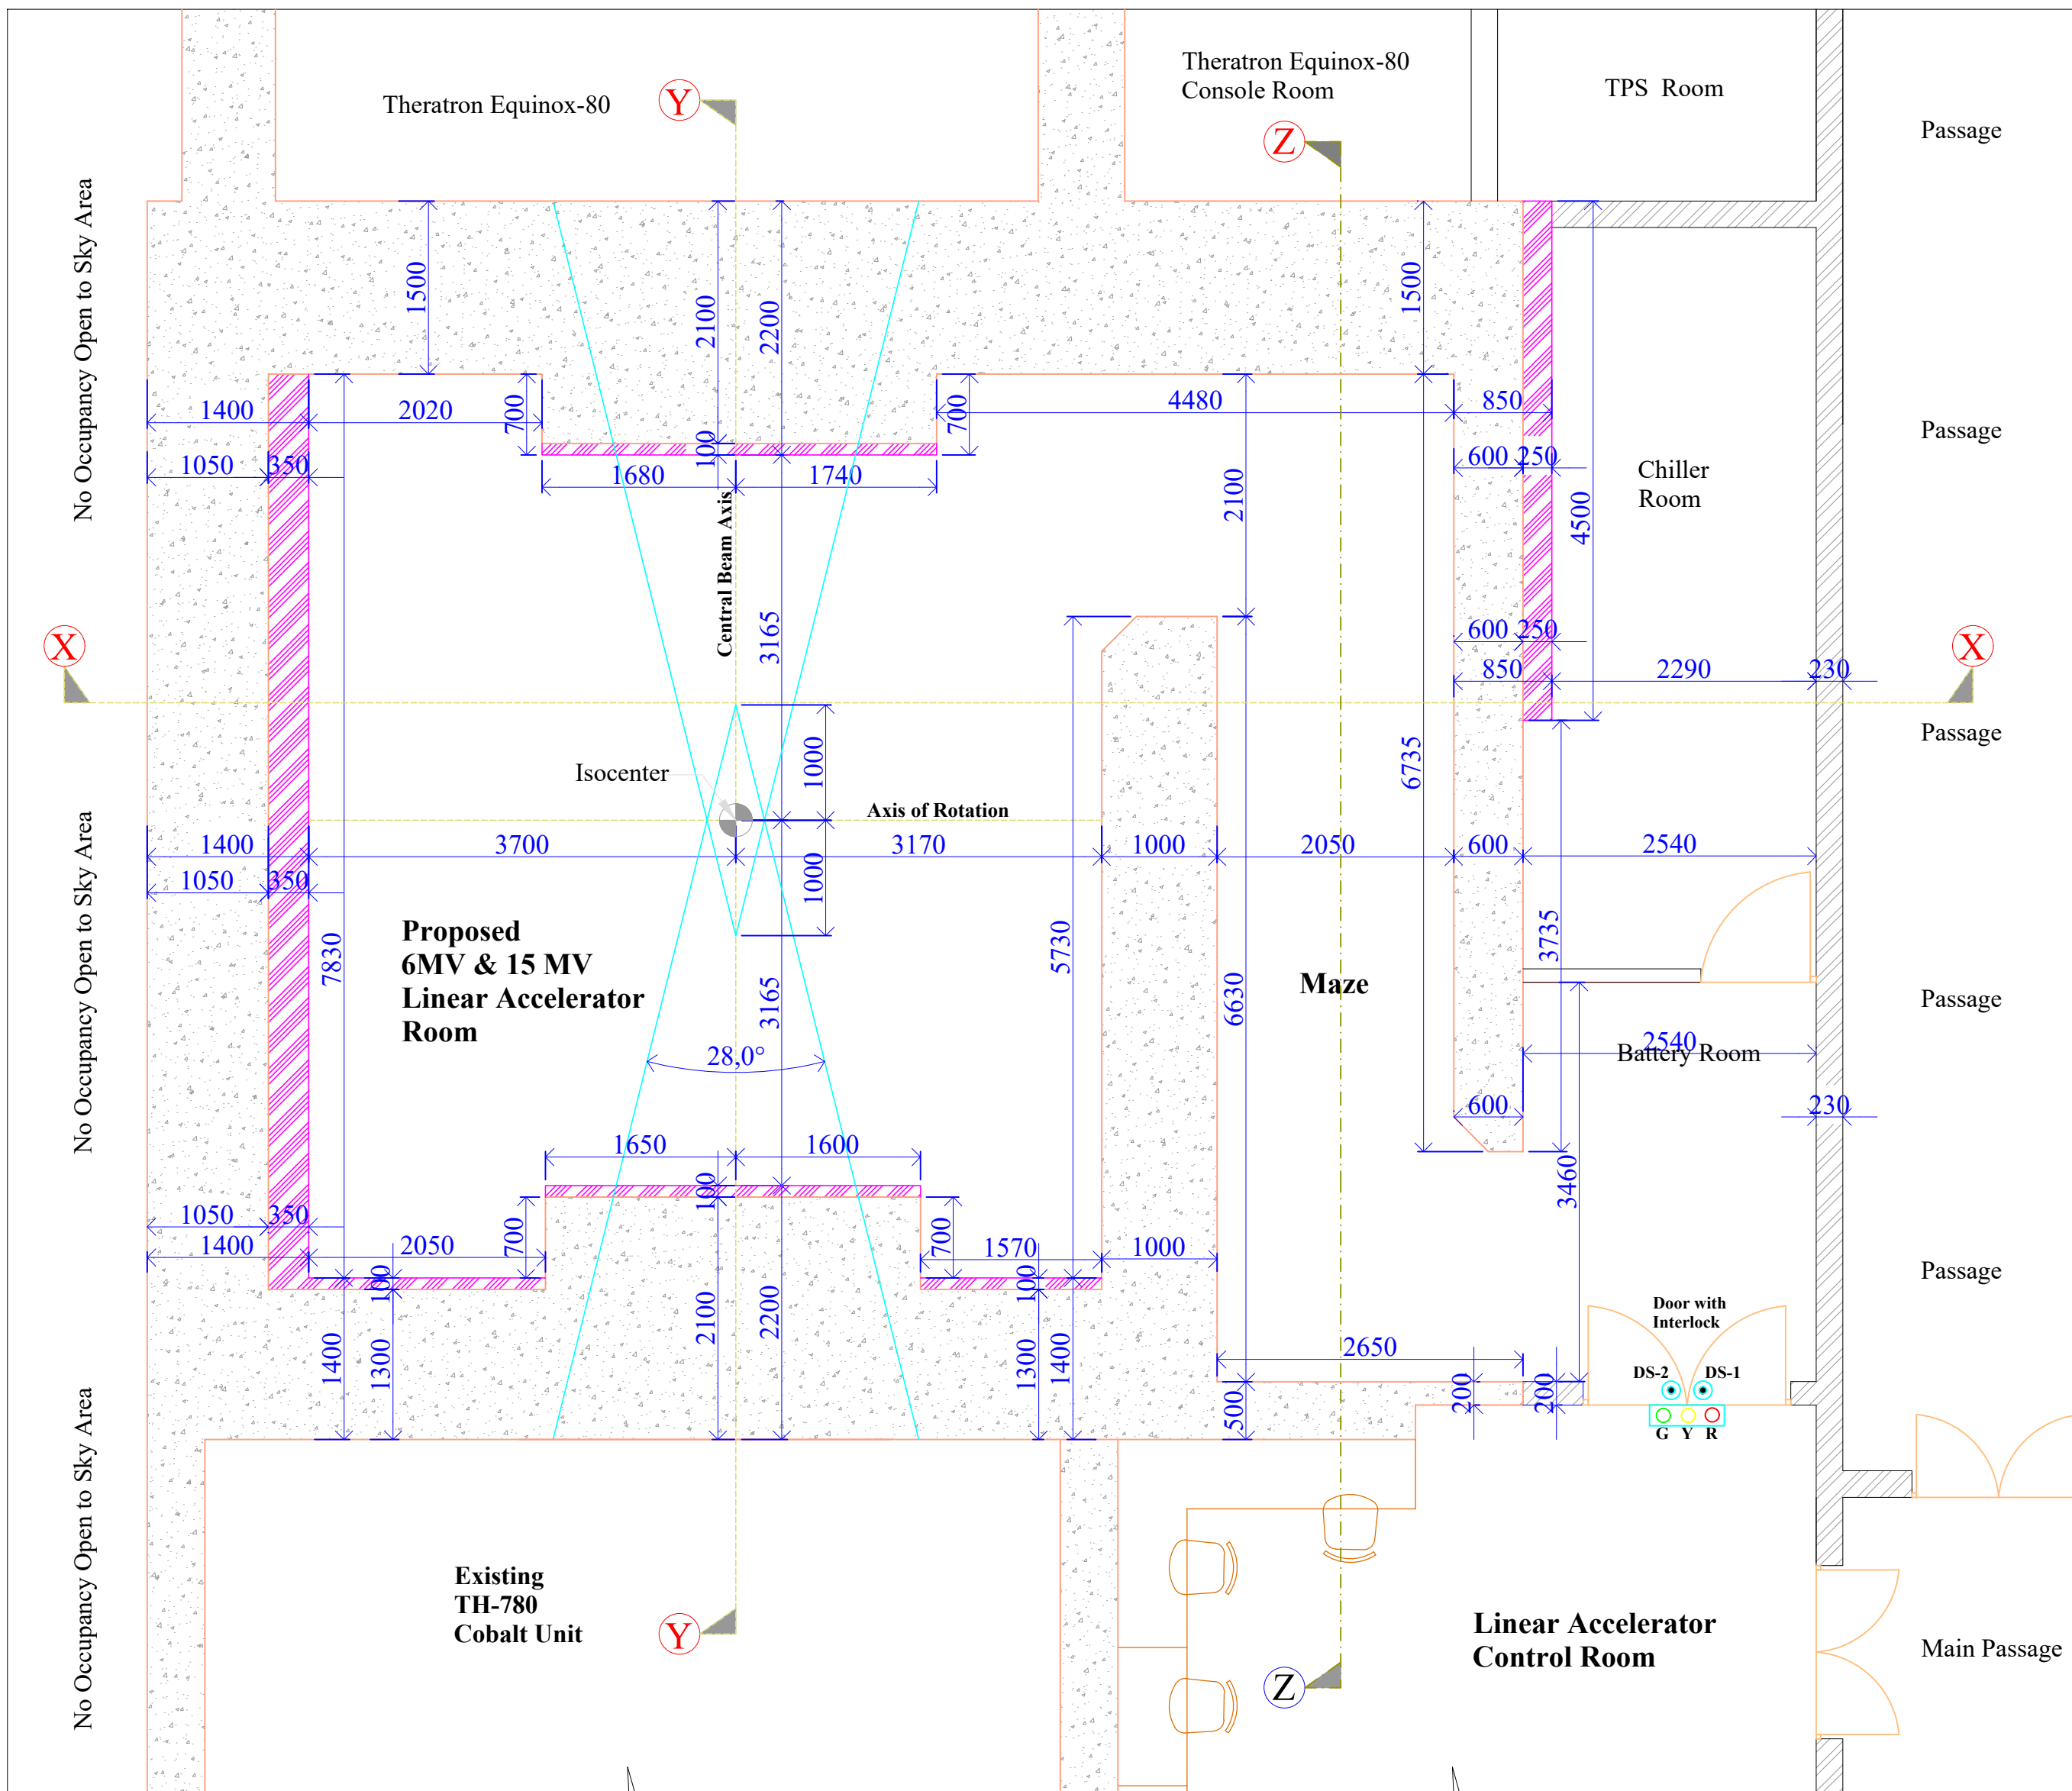 Theratron Equinox-80
Y
Theratron Equinox-80
Console Room
TPS Room
Passage
Z
No Occupancy Open to Sky Area
1500
2100
2200
1500
4500
1400
2020
700
100
1680
1740
700
4480
850
1050
350
600
250
2100
Chiller
Room
Passage
Central Beam Axis
3165
X
600
250
850
2290
230
X
Passage
1000
1000
Isocenter
Axis of Rotation
6735
1400
3700
3170
1000
2050
600
2540
1050
350
No Occupancy Open to Sky Area
7830
Proposed
6MV & 15 MV
Linear Accelerator
Room
3165
5730
6630
Maze
3735
Passage
28,0°
2540
Battery Room
600
230
1650
1600
100
3460
1050
350
1400
2050
700
700
1570
1000
100
100
Passage
1400
1300
2100
2200
1300
1400
2650
500
200
200
Door with
Interlock
DS-2
DS-1
G
Y
R
No Occupancy Open to Sky Area
Existing
TH-780
Cobalt Unit
Y
Z
Linear Accelerator
Control Room
Main Passage